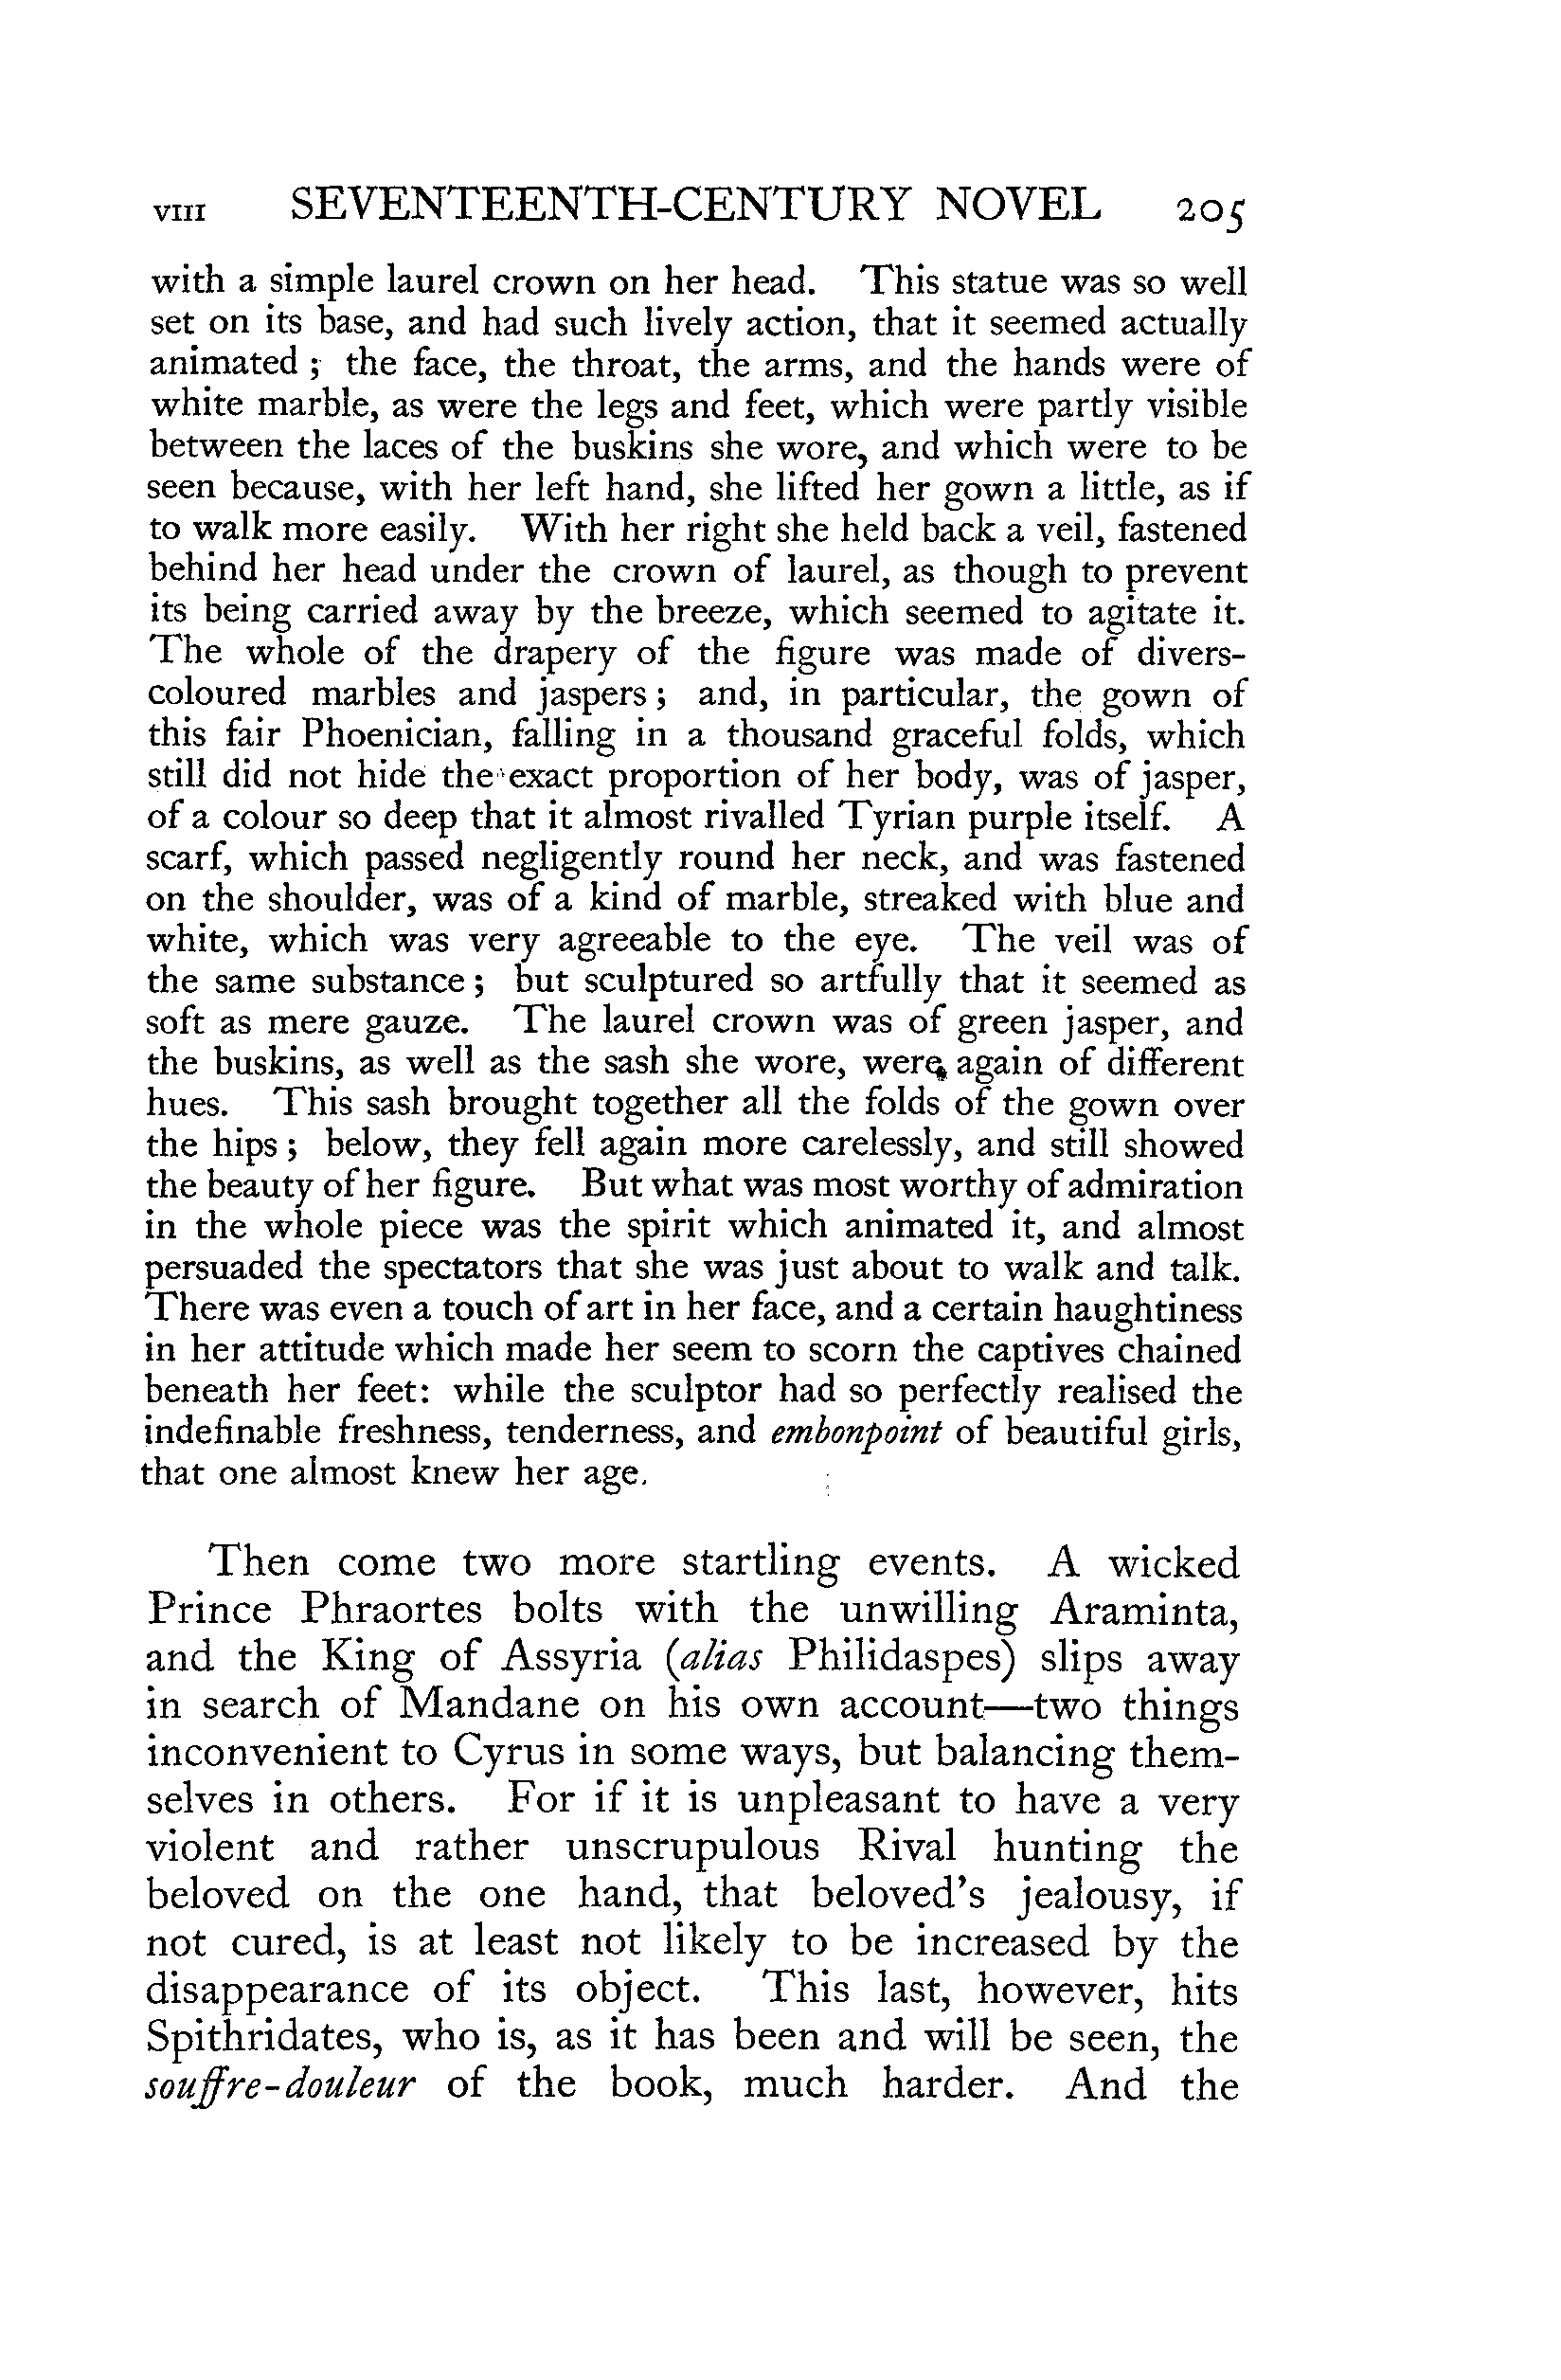 VIII SEVENTEENTH-CENTURY NOVEL 205
with a simple laurel crown on her head. This statue was so well
set on its base, and had such lively action, that it seemed actually
animated ; the face, the throat, the arms, and the hands were of
white marble, as were the legs and feet, which were partly visible
between the laces of the buskins she wore, and which were to be
seen because, with her left hand, she lifted her gown a little, as if
to walk more easily. With her right she held back a veil, fastened
behind her head under the crown of laurel, as though to prevent
its being carried away by the breeze, which seemed to agitate it.
The whole of the drapery of the figure was made of divers-
coloured marbles and jaspers ; and, in particular, the gown of
this fair Phoenician, falling in a thousand graceful folds, which
still did not hide the exact proportion of her body, was of jasper,
of a colour so deep that it almost rivalled Tyrian purple itself. A
scarf, which passed negligently round her neck, and was fastened
on the shoulder, was of a kind of marble, streaked with blue and
white, which was very agreeable to the eye. The veil was of
the same substance ; but sculptured so artfully that it seemed as
soft as mere gauze. The laurel crown was of green jasper, and
the buskins, as well as the sash she wore, were again of different
hues. This sash brought together all the folds of the gown over
the hips ; below, they fell again more carelessly, and still showed
the beauty of her figure. But what was most worthy of admiration
in the whole piece was the spirit which animated it, and almost
persuaded the spectators that she was just about to walk and talk.
There was even a touch of art in her face, and a certain haughtiness
in her attitude which made her seem to scorn the captives chained
beneath her feet: while the sculptor had so perfectly realised the
indefinable freshness, tenderness, and embonpoint of beautiful girls,
that one almost knew her age.
Then come two more startling events. A wicked
Prince Phraortes bolts with the unwilling Araminta,
and the King of Assyria (alias Philidaspes) slips away
in search of Mandane on his own account—two things
inconvenient to Cyrus in some ways, but balancing them-
selves in others. For if it is unpleasant to have a very
violent and rather unscrupulous Rival hunting the
beloved on the one hand, that beloved's jealousy, if
not cured, is at least not likely to be increased by the
disappearance of its object. This last, however, hits
Spithridates, who is, as it has been and will be seen, the
souffre-douleur of the book, much harder. And the